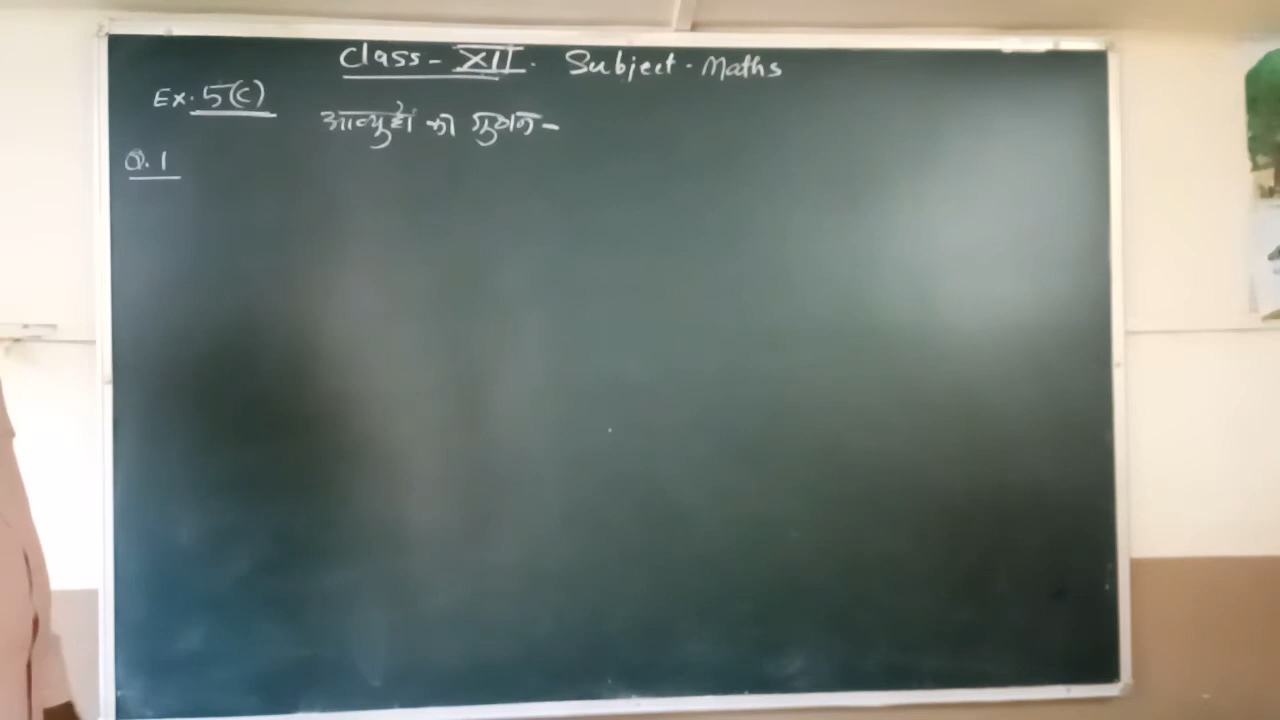 Class - XII. Subject - Maths
Ex. 5(C)
आव्यूहों का गुणन -
Q. 1